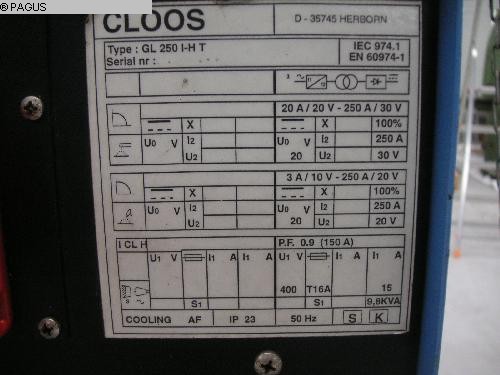 © PAGUS
CLOOS D - 35745 HERBORN
Type : GL 250 I-H T IEC 974.1
Serial nr : EN 60974-1
20 A / 20 V - 250 A / 30 V
X X 100%
U0 V I2 U0 V I2 250 A
U2 20 U2 30 V
3 A / 10 V - 250 A / 20 V
X X 100%
U0 V I2 U0 V I2 250 A
U2 20 U2 20 V
I CL H P.F. 0.9 (150 A)
U1 V I1 A I1 A U1 V I1 A I1 A
400 T16A 15
S1 S1 9,8KVA
COOLING AF IP 23 50 Hz S K